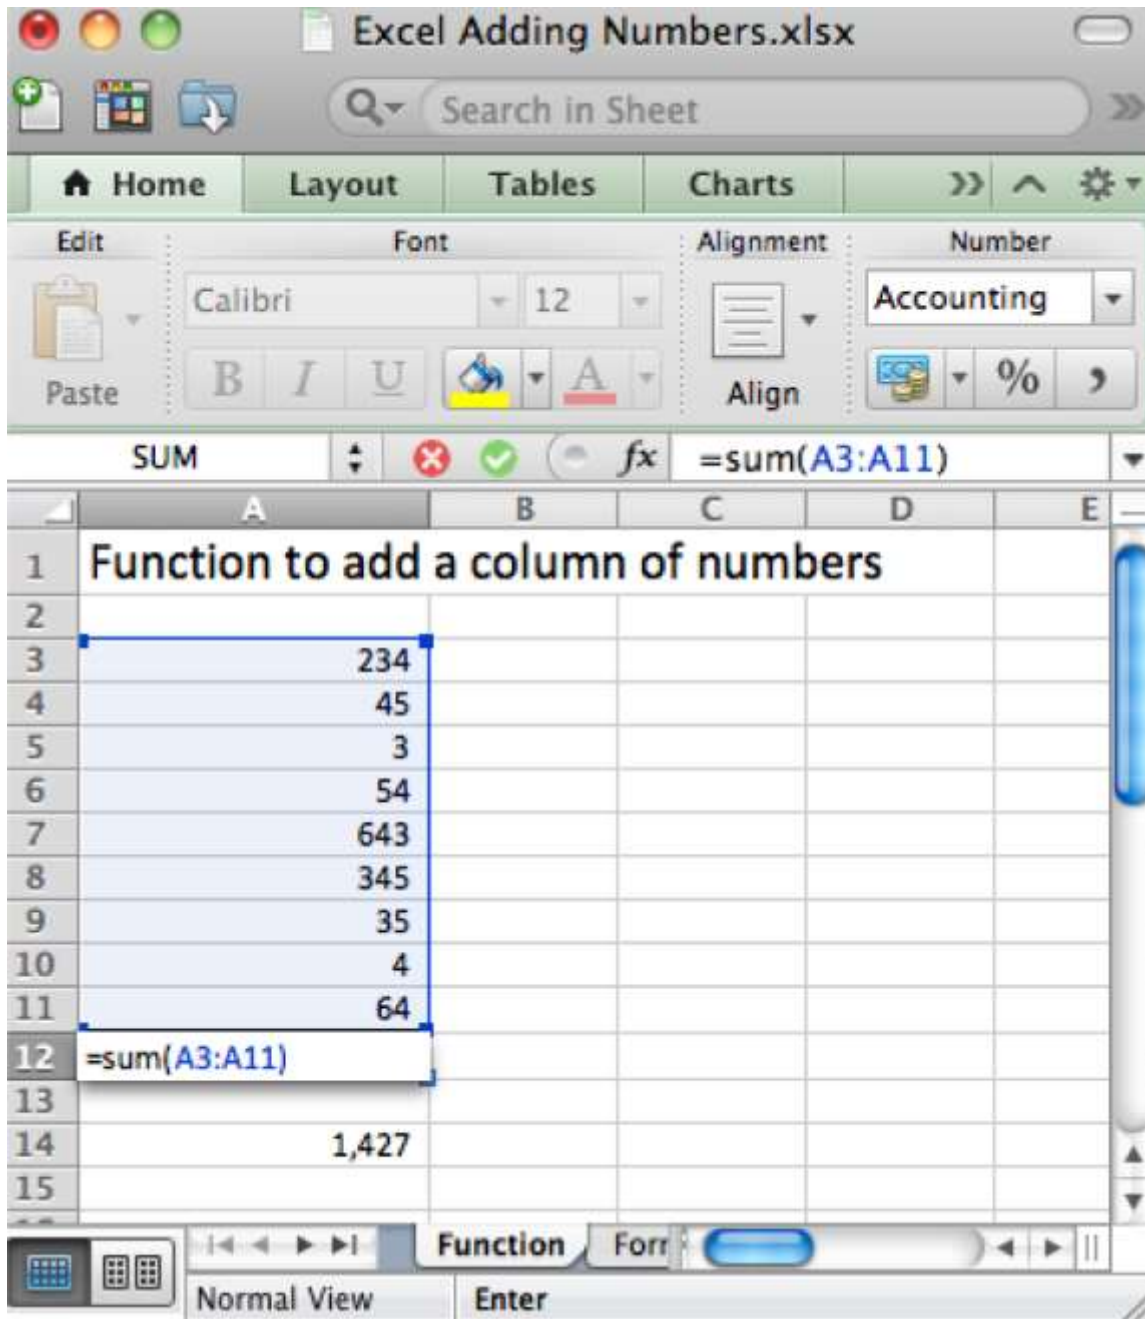 Excel Adding Numbers.xlsx
Search in Sheet
Home Layout Tables Charts
Edit Font Alignment Number
Calibri 12 Accounting
Paste B I U A Align % ,
SUM fx =sum(A3:A11)
A B C D E
1 Function to add a column of numbers
2
3 234
4 45
5 3
6 54
7 643
8 345
9 35
10 4
11 64
12 =sum(A3:A11)
13
14 1,427
15
Function
Normal View Enter